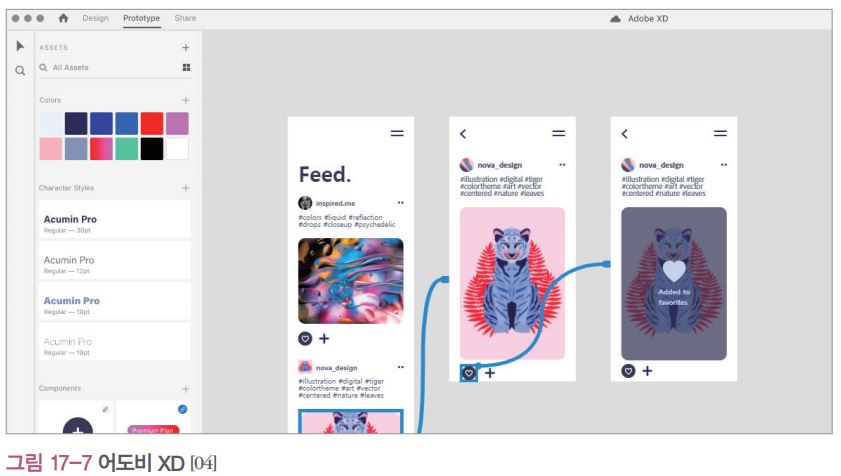 Design Prototype Share
Adobe XD
ASSETS
All Assets
Colors
Character Styles
Acumin Pro
Regular — 30pt
Acumin Pro
Regular — 12pt
Acumin Pro
Regular — 19pt
Acumin Pro
Regular — 19pt
Components
Premium Plan
Feed.
inspired.me
#colors #liquid #reflection
#drops #closeup #psychedelic
nova_design
#illustration #digital #tiger
#colortheme #art #vector
#centered #nature #leaves
nova_design
#illustration #digital #tiger
#colortheme #art #vector
#centered #nature #leaves
nova_design
#illustration #digital #tiger
#colortheme #art #vector
#centered #nature #leaves
Added to
favorites
그림 17-7 어도비 XD [04]